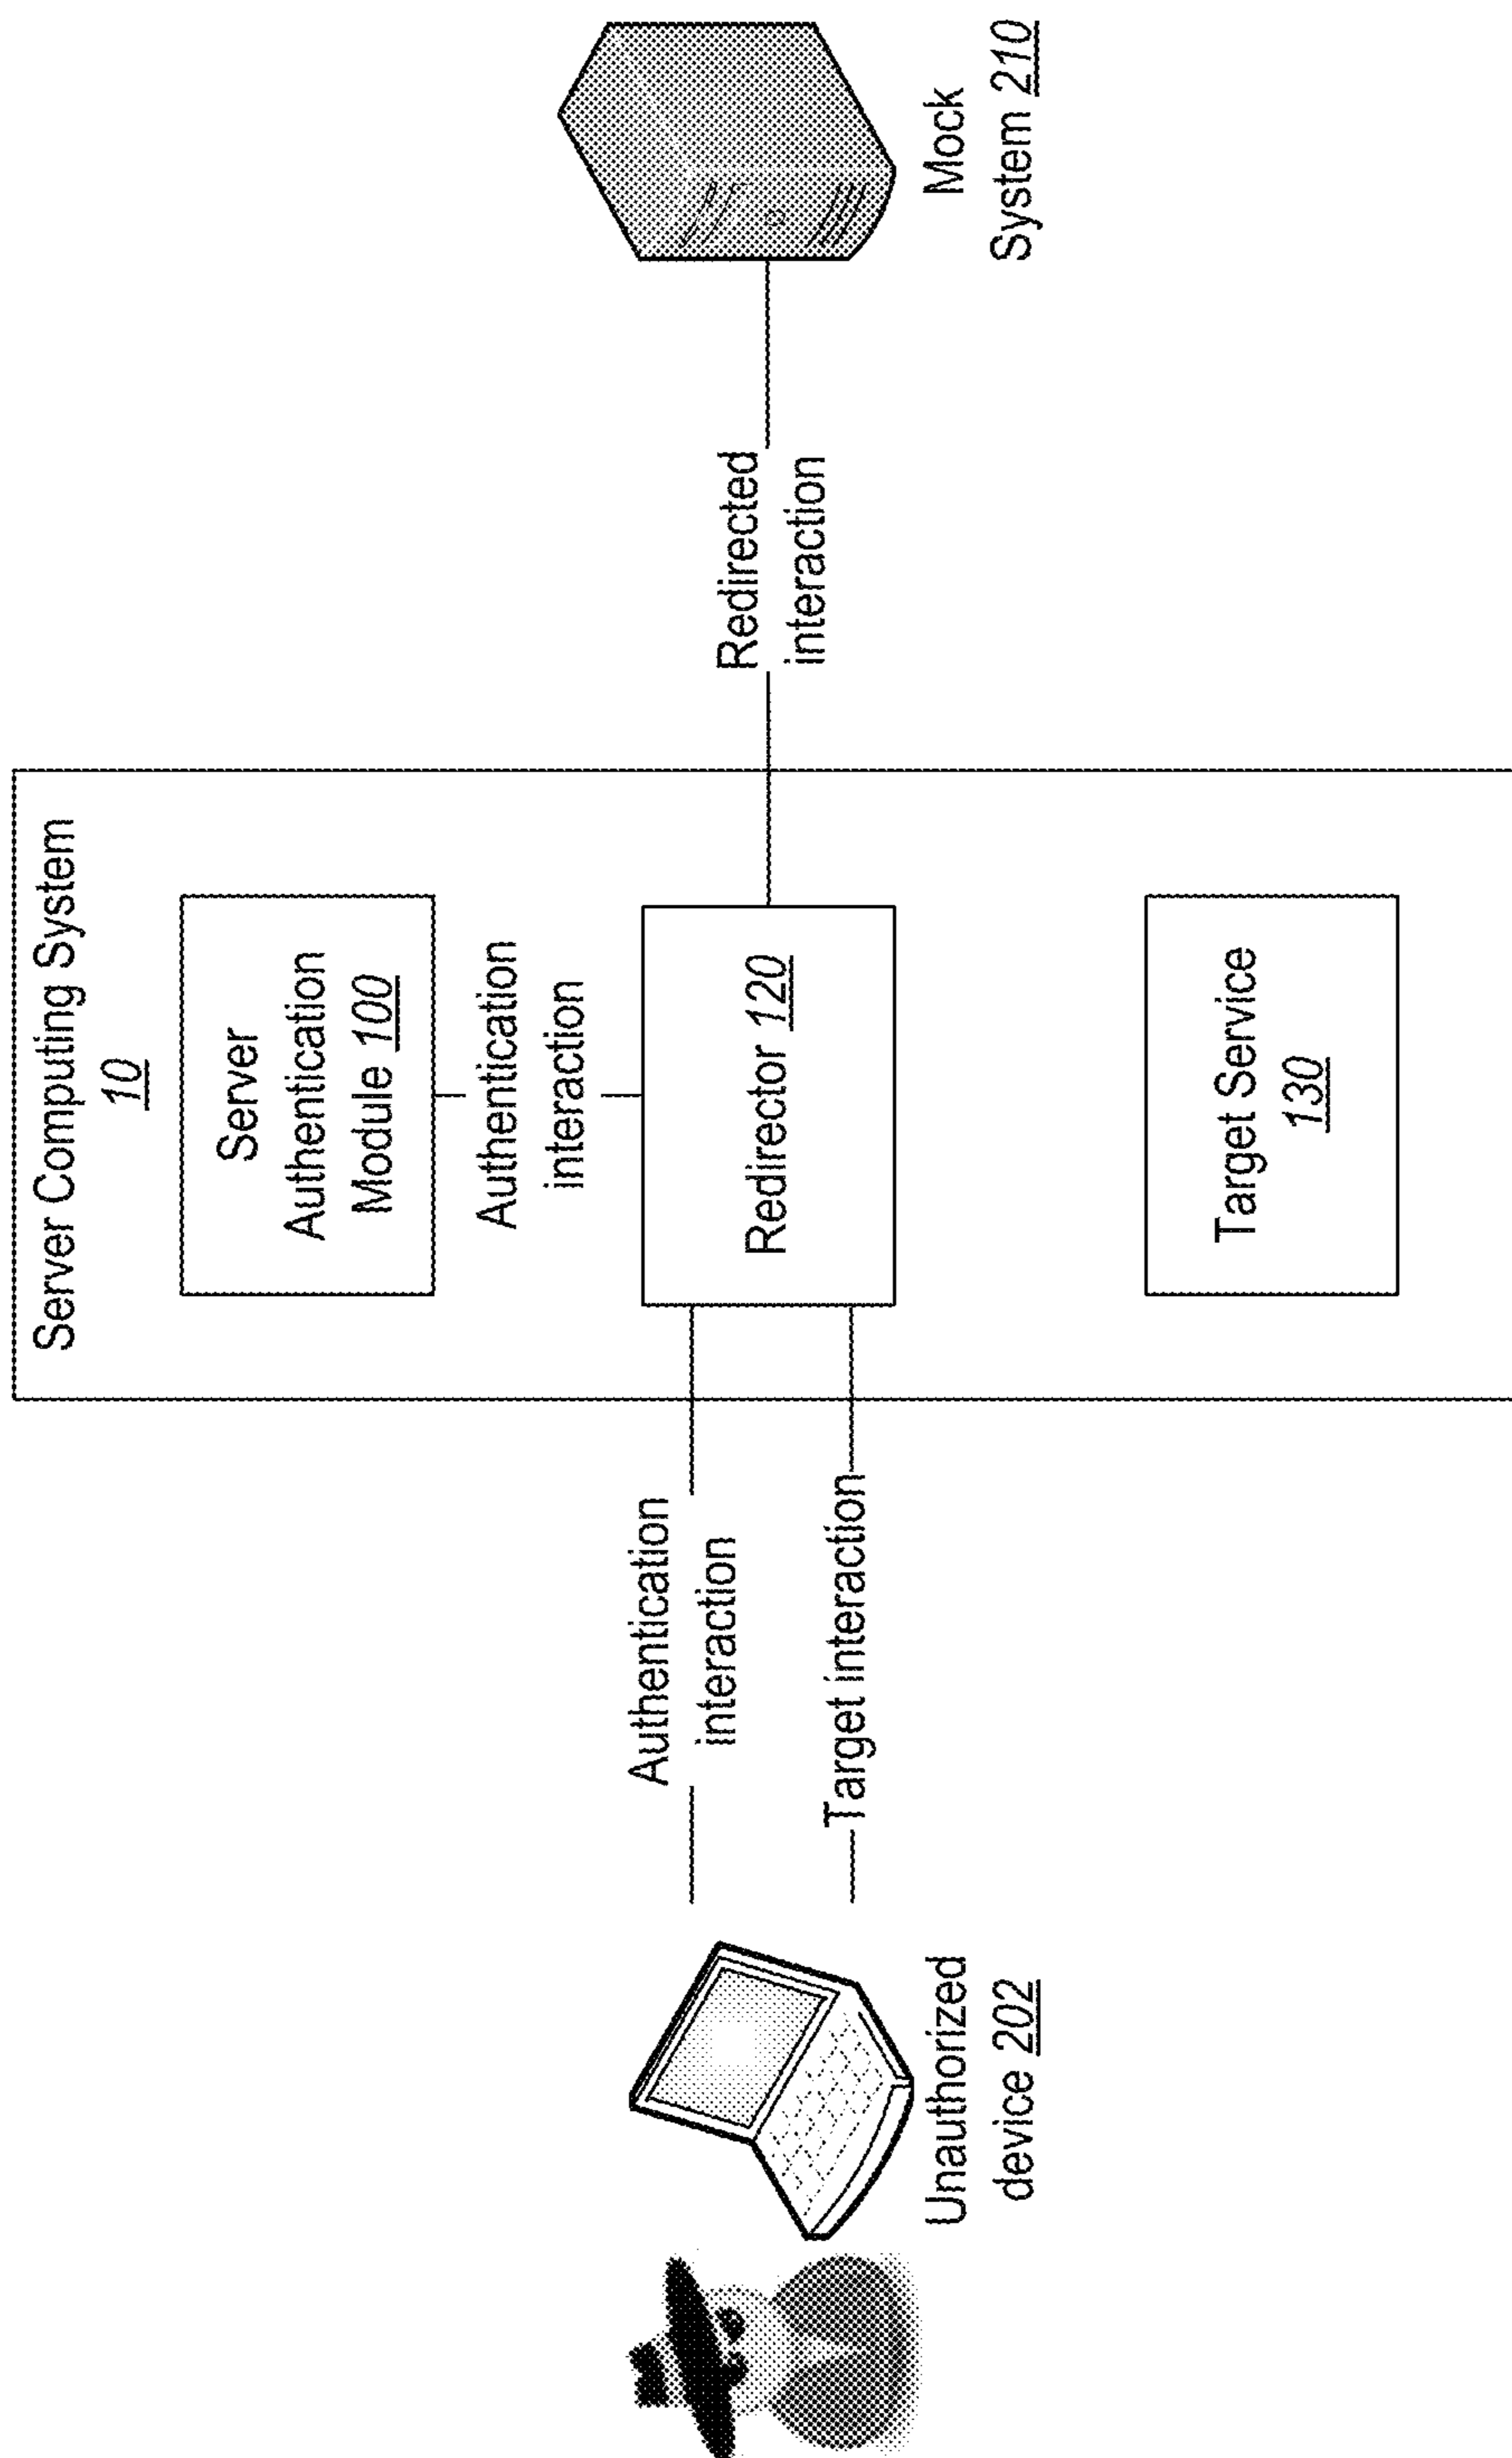 Server Computing System
10
Server
Authentication
Module 100
Authentication
interaction
Redirector 120
Target Service
130
Authentication
interaction
Target interaction
Unauthorized
device 202
Redirected
interaction
Mock
System 210